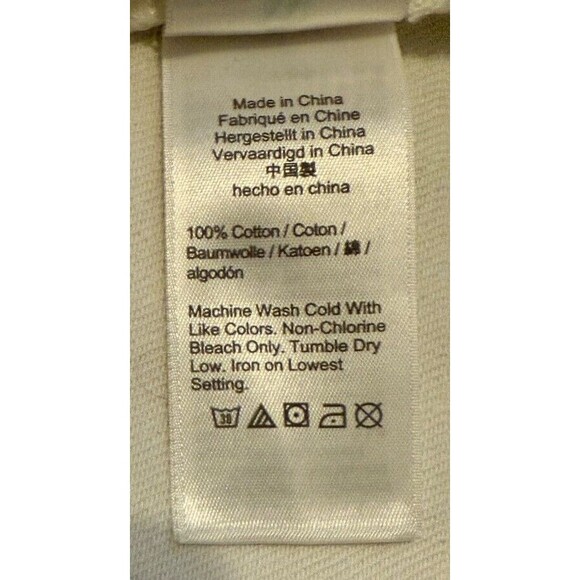 Made in China
Fabriqué en Chine
Hergestellt in China
Vervaardigd in China
中国製
hecho en china
100% Cotton / Coton /
Baumwolle / Katoen / 綿 /
algodón
Machine Wash Cold With
Like Colors. Non-Chlorine
Bleach Only. Tumble Dry
Low. Iron on Lowest
Setting.
30